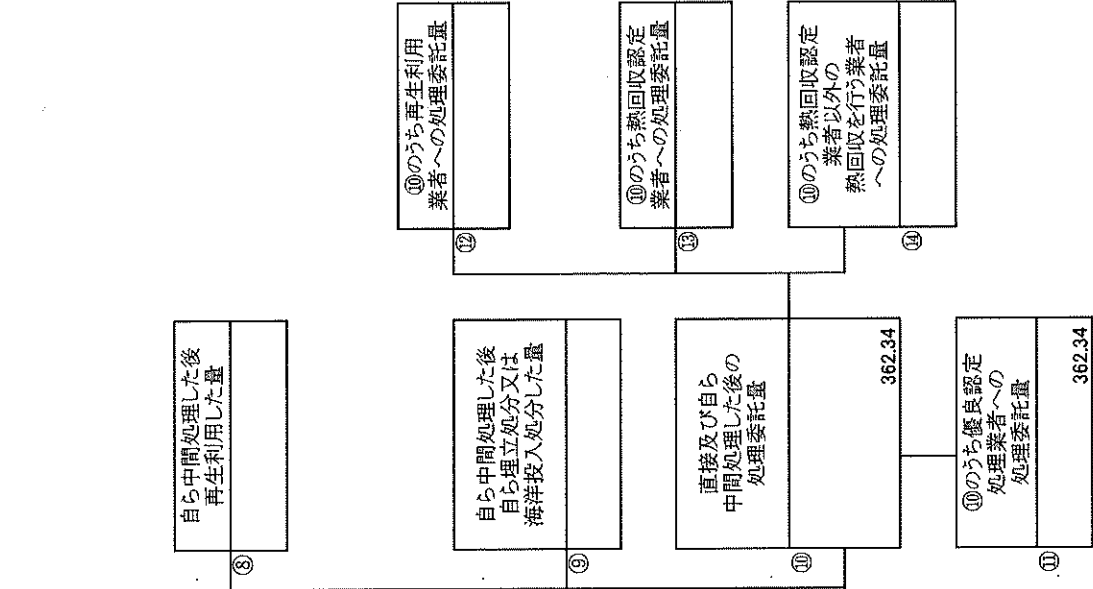 ⑧
自ら中間処理した後
再生利用した量
⑨
自ら中間処理した後
自ら埋立処分又は
海洋投入処分した量
⑩
直接及び自ら
中間処理した後の
処理委託量
362.34
⑪
⑩のうち優良認定
処理業者への
処理委託量
362.34
⑫
⑩のうち再生利用
業者への処理委託量
⑬
⑩のうち熱回収認定
業者への処理委託量
⑭
⑩のうち熱回収認定
業者以外の
熱回収を行う業者
への処理委託量